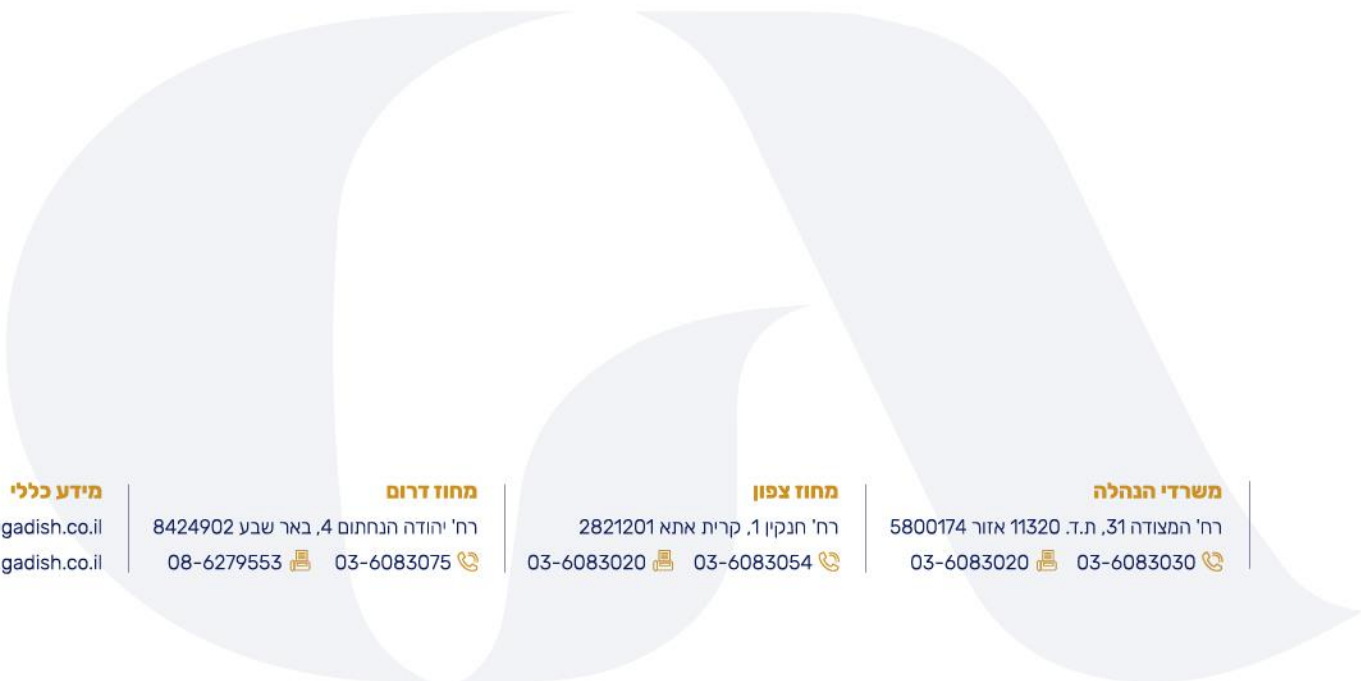 משרדי הנהלה
רח' המצודה 31, ת.ד. 11320 אזור 5800174
03-6083030 03-6083020
מחוז צפון
רח' חנקין 1, קרית אתא 2821201
03-6083054 03-6083020
מחוז דרום
רח' יהודה הנחתום 4, באר שבע 8424902
03-6083075 08-6279553
מידע כללי
gadish.co.il
gadish.co.il